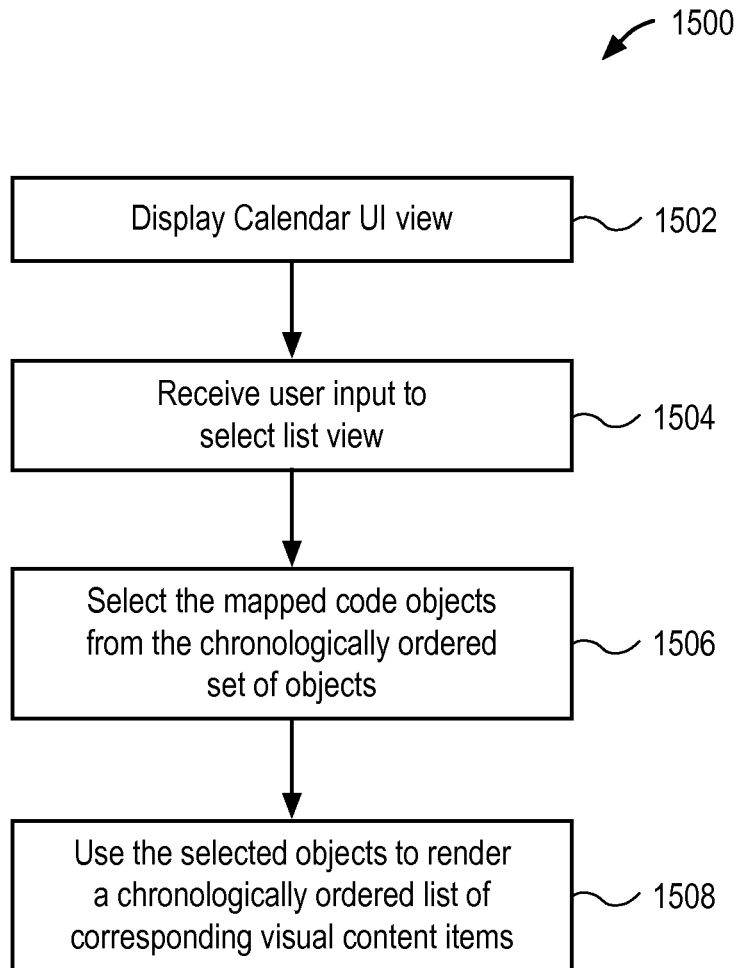 1500
Display Calendar UI view
1502
Receive user input to
select list view
1504
Select the mapped code objects
from the chronologically ordered
set of objects
1506
Use the selected objects to render
a chronologically ordered list of
corresponding visual content items
1508